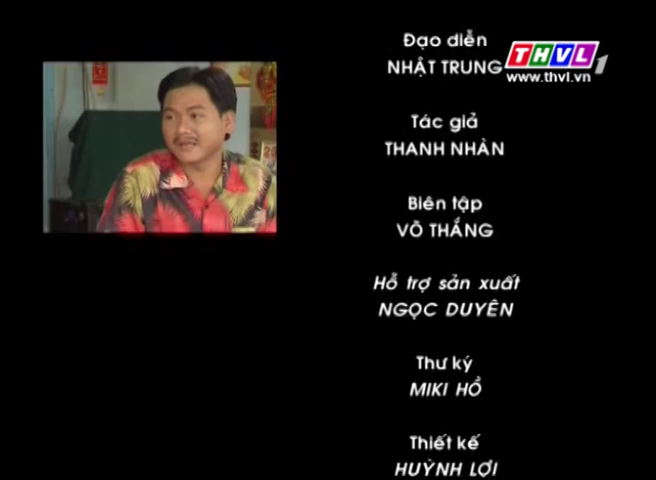 Đạo diễn
NHẬT TRUNG
THVL1
www.thvl.vn
Tác giả
THANH NHÀN
Biên tập
VÕ THẮNG
Hỗ trợ sản xuất
NGỌC DUYÊN
Thư ký
MIKI HỒ
Thiết kế
HUỲNH LỢI